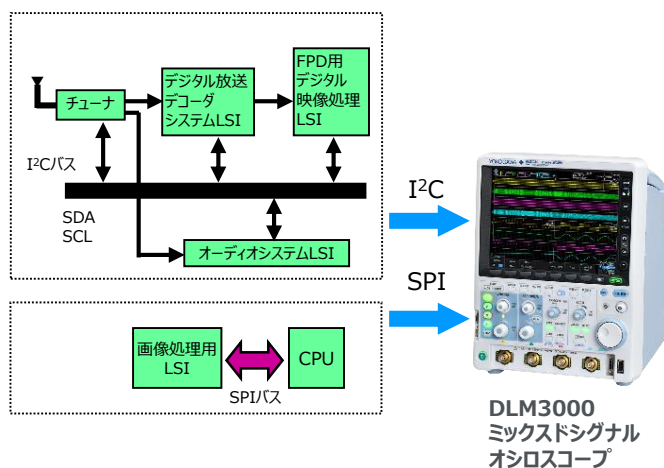 チューナ
デジタル放送
デコーダ
システムLSI
FPD用
デジタル
映像処理
LSI
I²Cバス
SDA
SCL
オーディオシステムLSI
I²C
SPI
画像処理用
LSI
CPU
SPIバス
YOKOGAWA
DLM3000
ミックスドシグナル
オシロスコープ